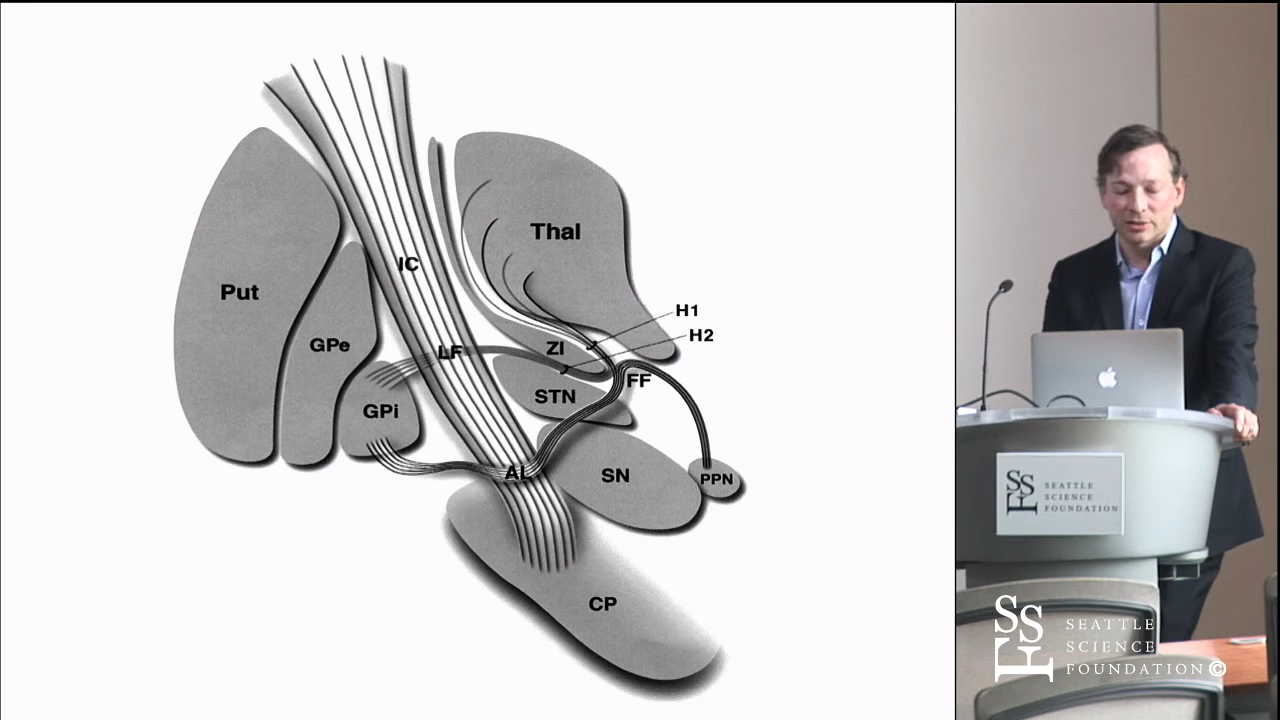 Thal
IC
Put
H1
H2
GPe
LF
ZI
FF
STN
GPi
AL
SN
PPN
CP
SSF
SEATTLE
SCIENCE
FOUNDATION
SSF
SEATTLE
SCIENCE
FOUNDATION©